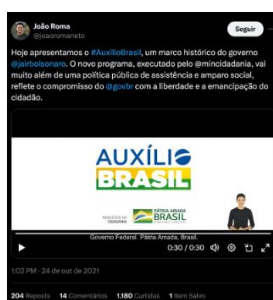 João Roma
@joaoromaneto
Seguir
Hoje apresentamos o #AuxílioBrasil, um marco histórico do governo
@jairbolsonaro. O novo programa, executado pelo @mincidadania, vai
muito além de uma política pública de assistência e amparo social,
reflete o compromisso do @govbr com a liberdade e a emancipação do
cidadão.
AUXÍLIO
BRASIL
MINISTÉRIO DA
CIDADANIA
PÁTRIA AMADA
BRASIL
Governo Federal. Pátria Amada, Brasil.
0:30 / 0:30
1:02 PM · 24 de out de 2021
204 Reposts 14 Comentários 1.180 Curtidas 1 Item Salvo